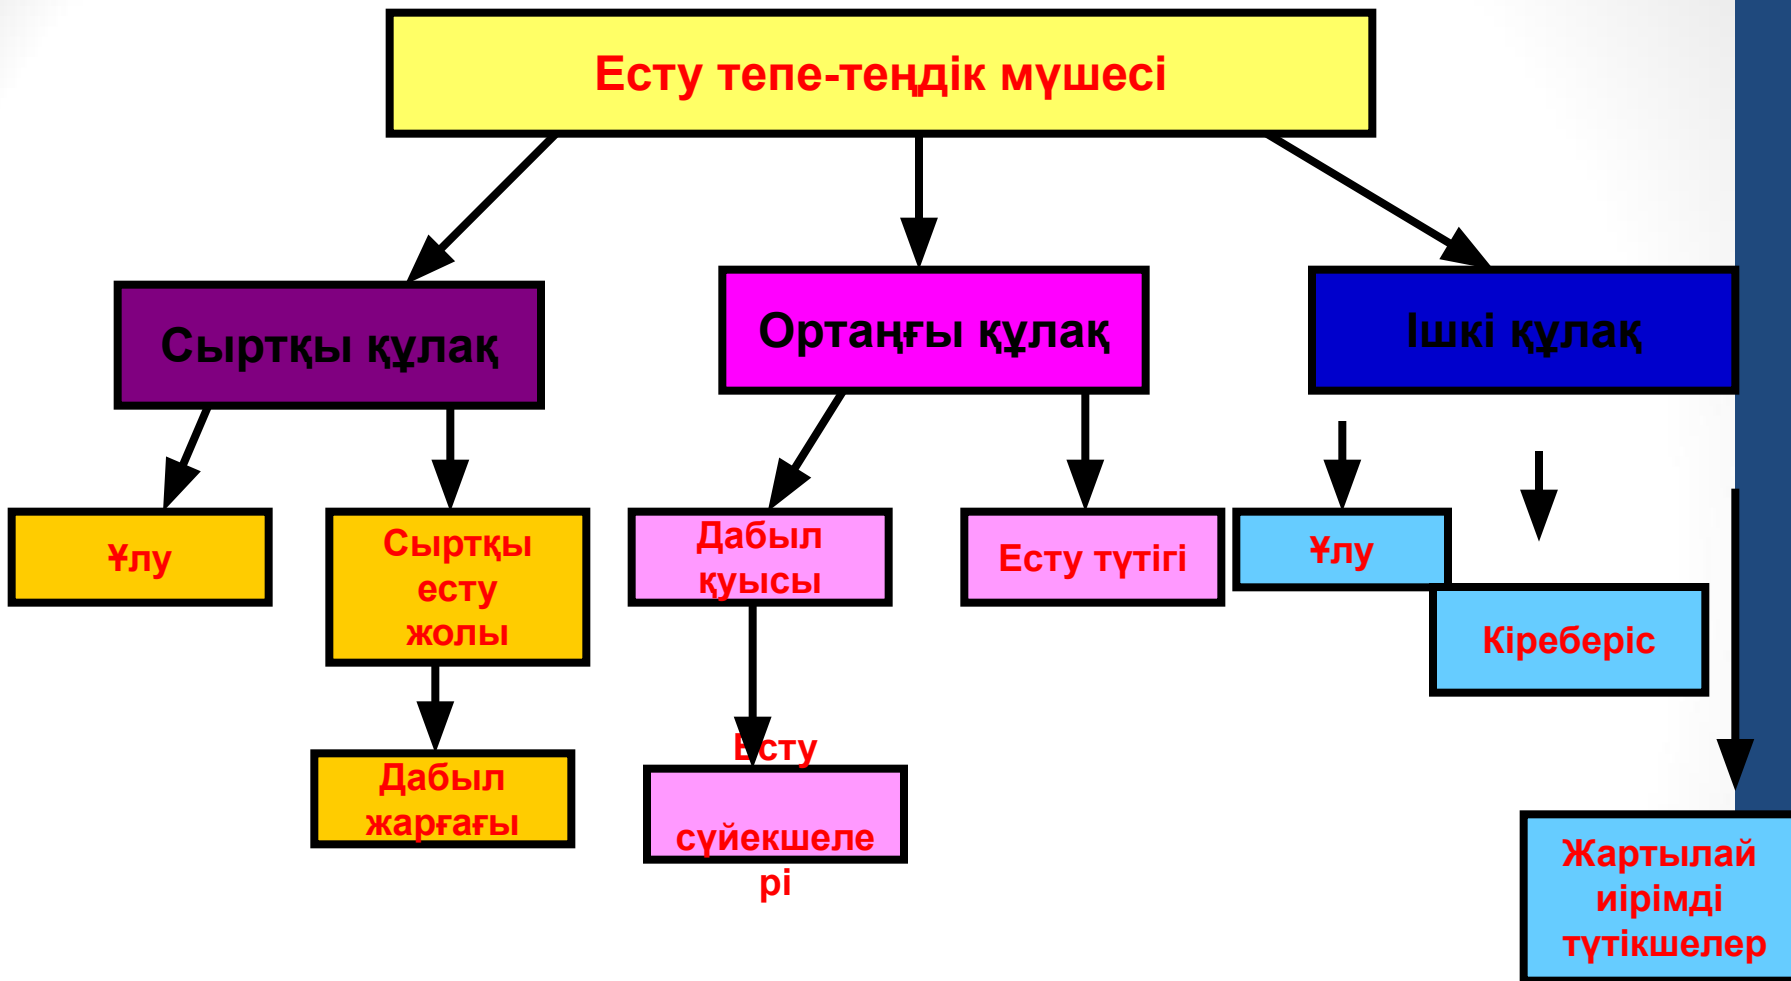 Есту тепе-теңдік мүшесі
Сыртқы құлақ
Ортаңғы құлақ
Ішкі құлақ
Ұлу
Сыртқы
есту
жолы
Дабыл
қуысы
Есту түтігі
Ұлу
Кіреберіс
Дабыл
жарғағы
Есту
сүйекшеле
рі
Жартылай
иірімді
түтікшелер